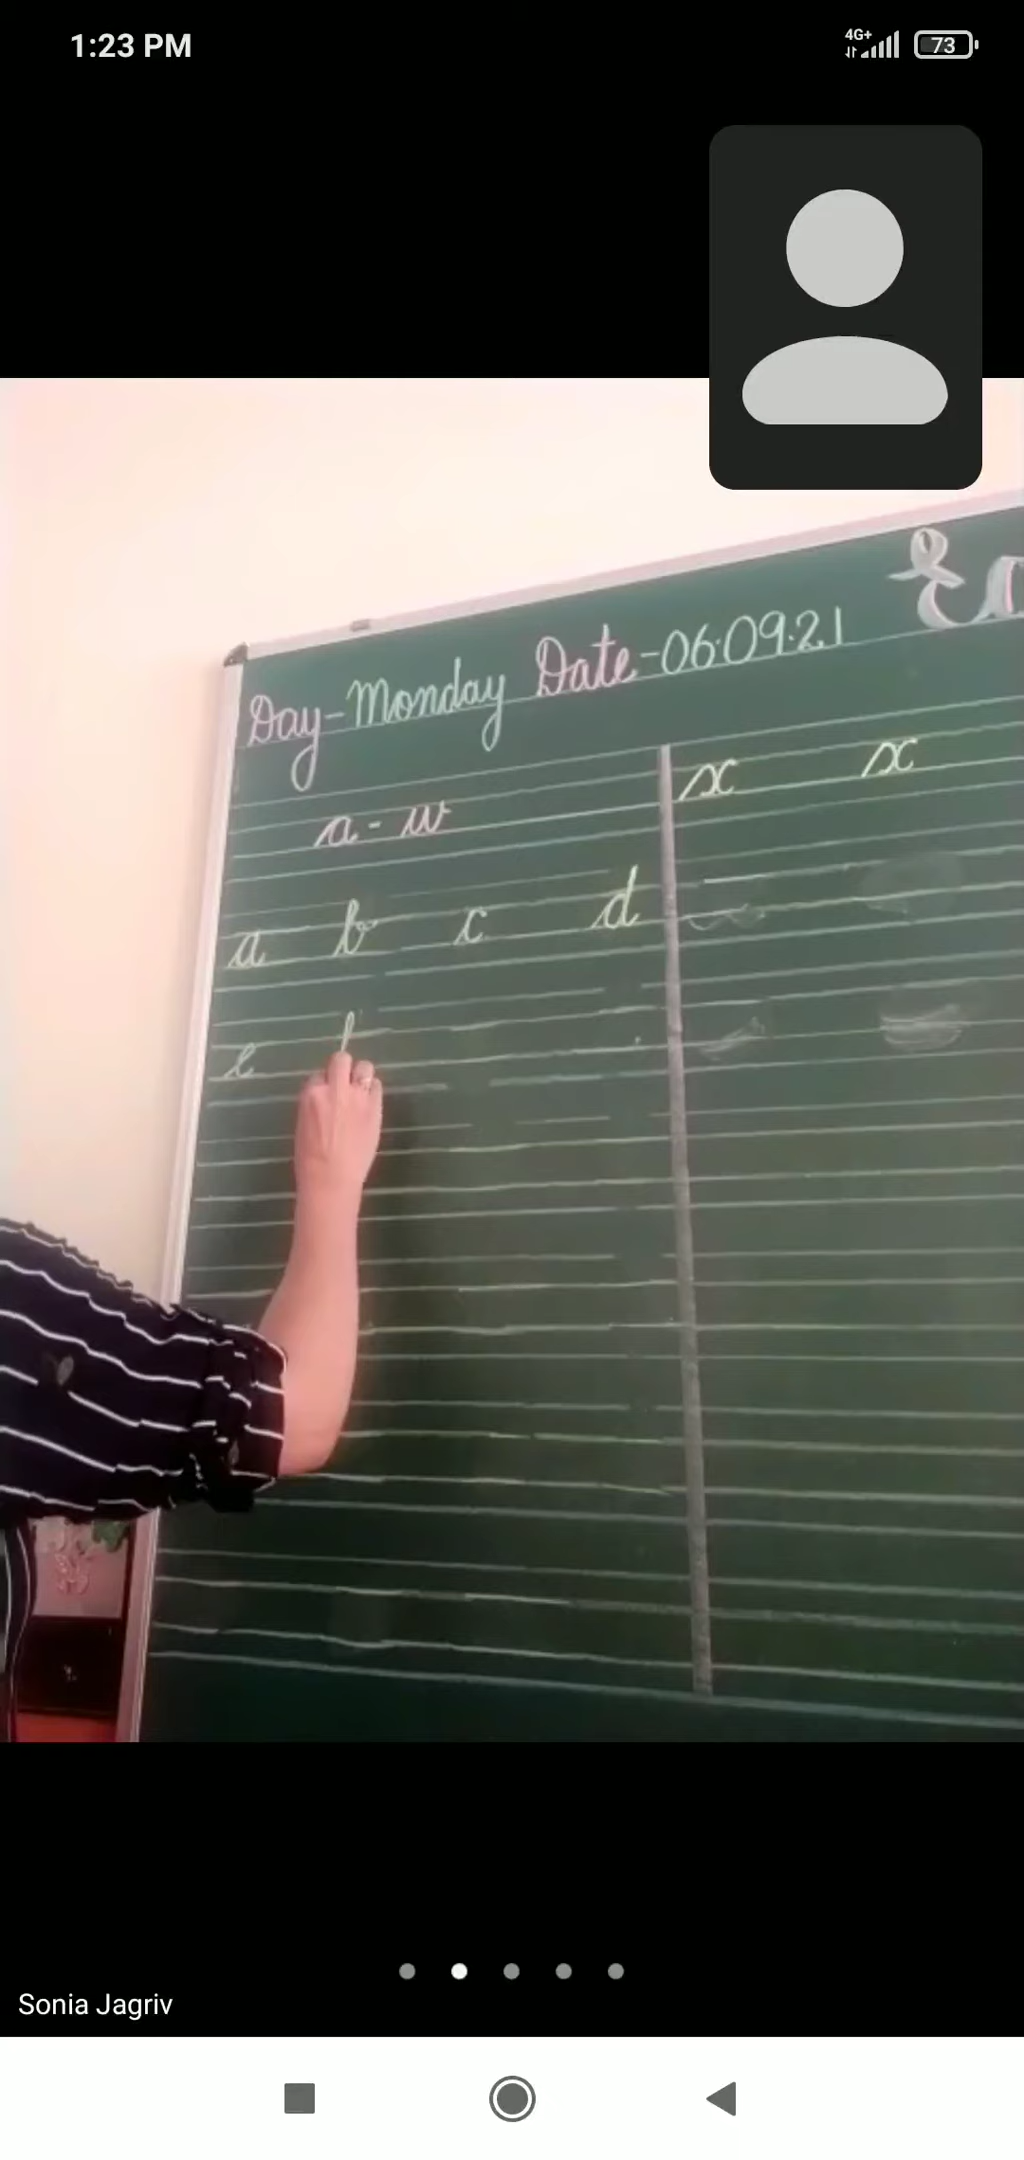 1:23 PM
4G+
73
Day-Monday Date-06.09.21
a - w
x x
a b c d
e
Sonia Jagriv